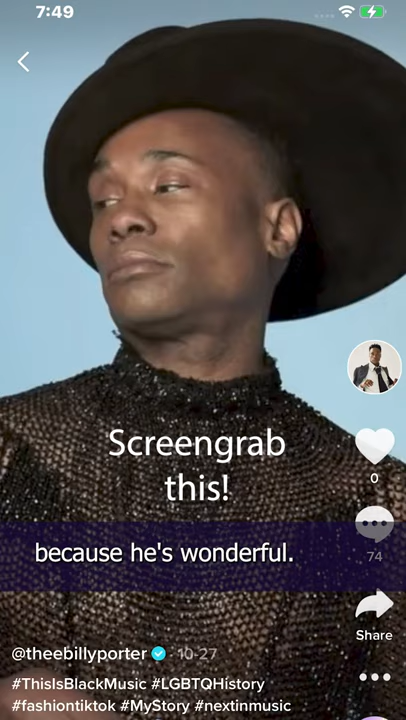 7:49
Screengrab
this!
because he's wonderful.
0
74
Share
@theebillyporter · 10-27
#ThisIsBlackMusic #LGBTQHistory
#fashiontiktok #MyStory #nextinmusic